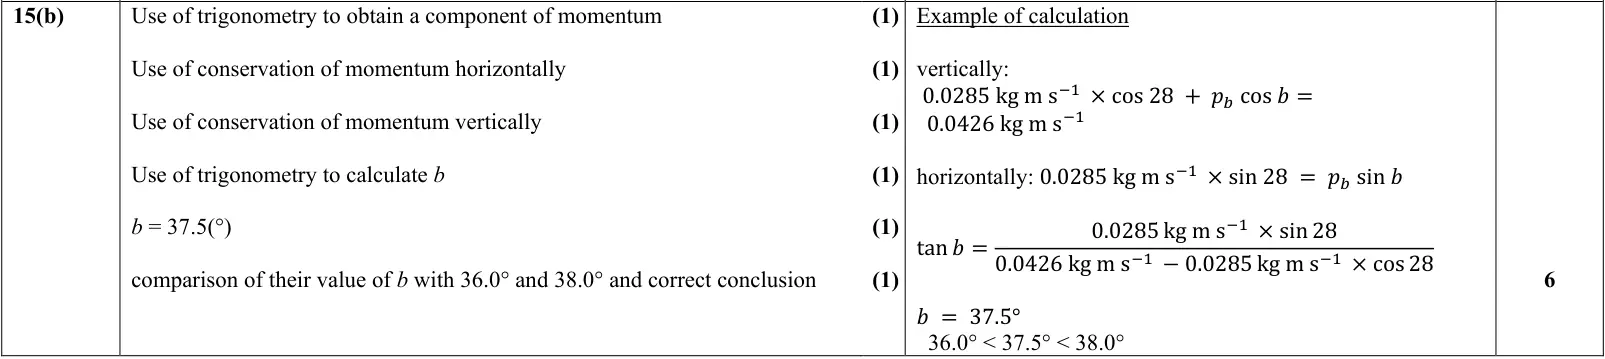 15(b)
Use of trigonometry to obtain a component of momentum (1)
Use of conservation of momentum horizontally (1)
Use of conservation of momentum vertically (1)
Use of trigonometry to calculate b (1)
b = 37.5(°) (1)
comparison of their value of b with 36.0° and 38.0° and correct conclusion (1)
Example of calculation
vertically:
0.0285 kg m s⁻¹ × cos 28 + p_b cos b =
0.0426 kg m s⁻¹
horizontally: 0.0285 kg m s⁻¹ × sin 28 = p_b sin b
tan b = (0.0285 kg m s⁻¹ × sin 28) / (0.0426 kg m s⁻¹ − 0.0285 kg m s⁻¹ × cos 28)
b = 37.5°
36.0° < 37.5° < 38.0°
6